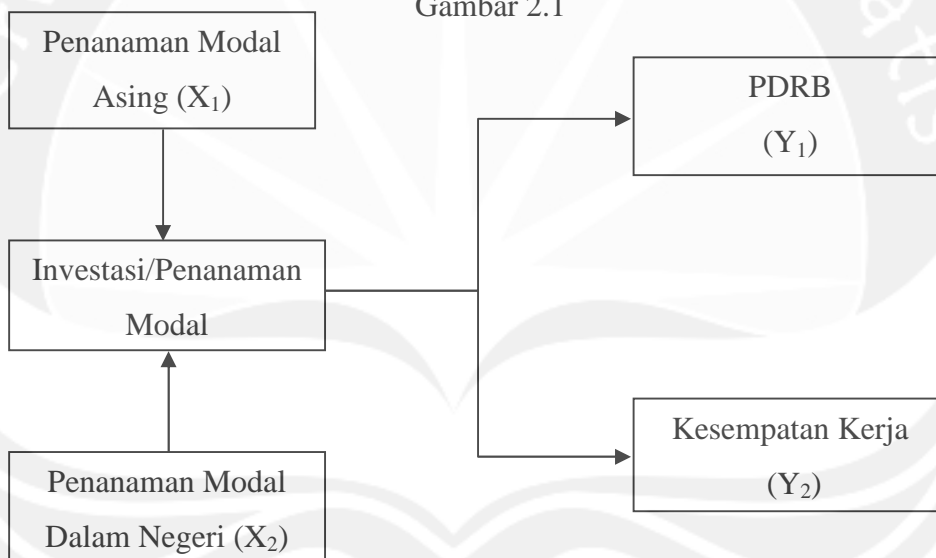 Gambar 2.1
Penanaman Modal
Asing (X₁)
PDRB
(Y₁)
Investasi/Penanaman
Modal
Kesempatan Kerja
(Y₂)
Penanaman Modal
Dalam Negeri (X₂)